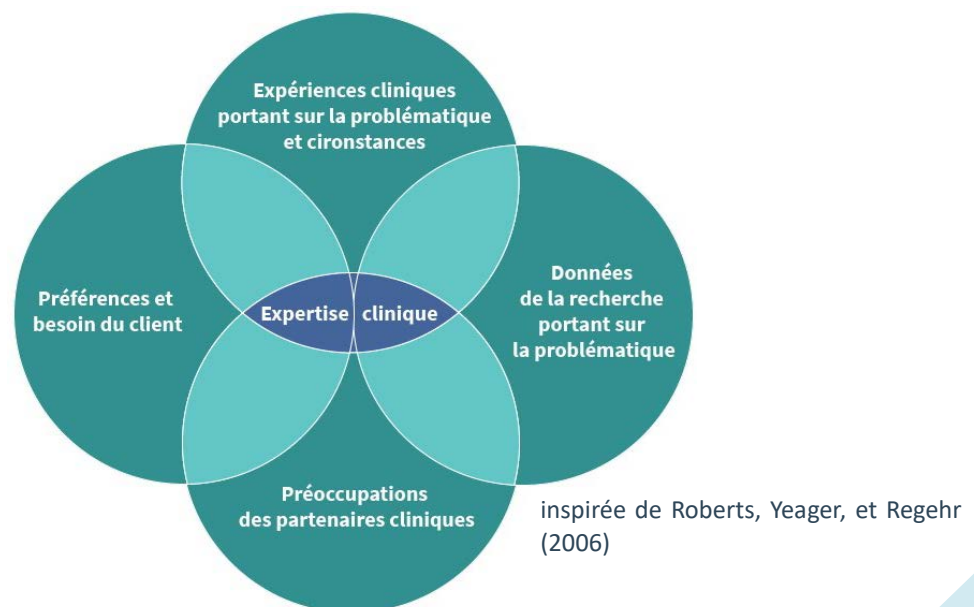 Expériences cliniques
portant sur la problématique
et cironstances
Préférences et
besoin du client
Expertise clinique
Données
de la recherche
portant sur
la problématique
Préoccupations
des partenaires cliniques
inspirée de Roberts, Yeager, et Regehr
(2006)